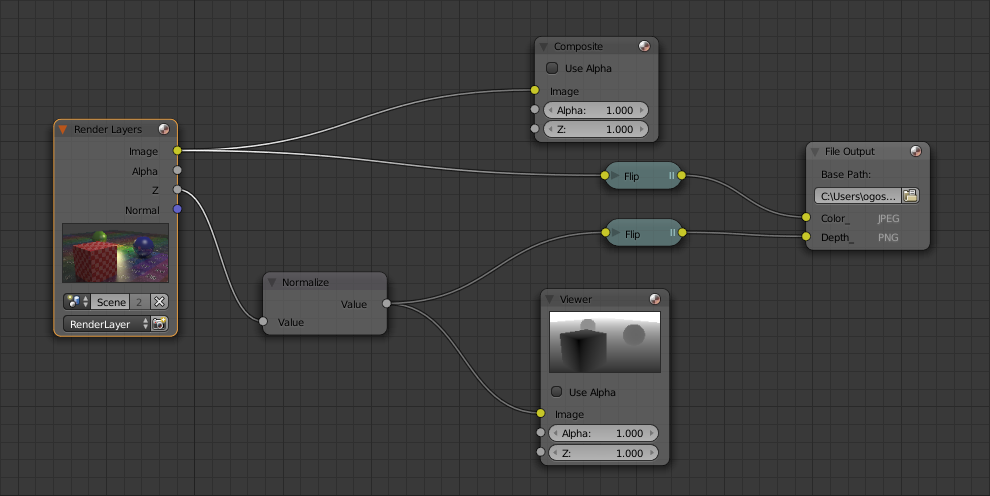 Render Layers
Image
Alpha
Z
Normal
Scene 2
RenderLayer
Normalize
Value
Value
Composite
Use Alpha
Image
Alpha: 1.000
Z: 1.000
Flip
Flip
Viewer
Use Alpha
Image
Alpha: 1.000
Z: 1.000
File Output
Base Path:
C:\Users\ogos...
Color_ JPEG
Depth_ PNG